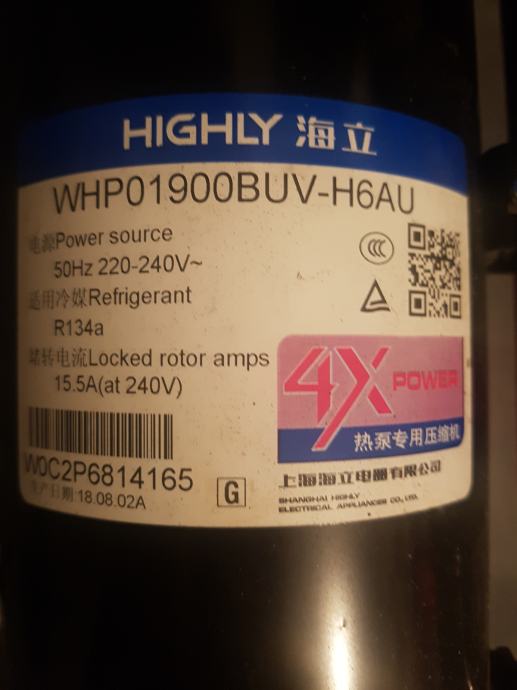 HIGHLY 海立
WHP01900BUV-H6AU
电源Power source
50Hz 220-240V~
适用冷媒Refrigerant
R134a
堵转电流Locked rotor amps
15.5A(at 240V)
4X POWER
热泵专用压缩机
W0C2P6814165
生产日期:18.08.02A
G
上海海立电器有限公司
SHANGHAI HIGHLY
ELECTRICAL APPLIANCES CO., LTD.